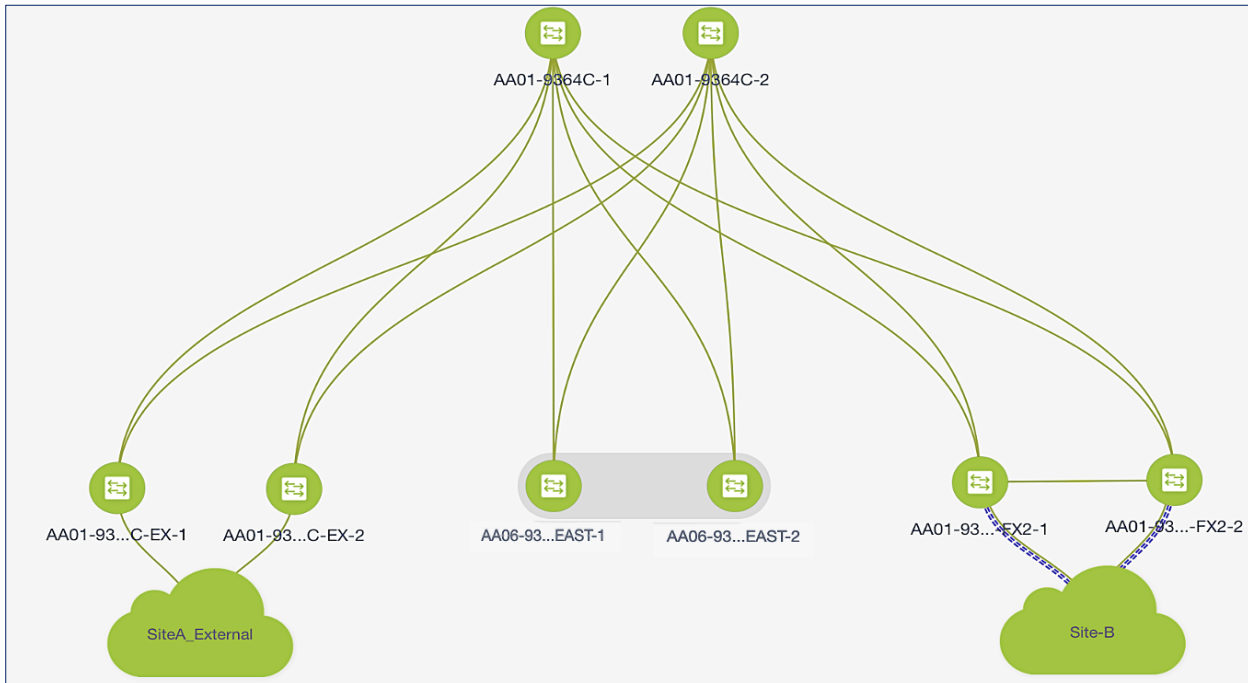 AA01-9364C-1
AA01-9364C-2
AA01-93...C-EX-1
AA01-93...C-EX-2
AA06-93...EAST-1
AA06-93...EAST-2
AA01-93...-FX2-1
AA01-93...-FX2-2
SiteA_External
Site-B